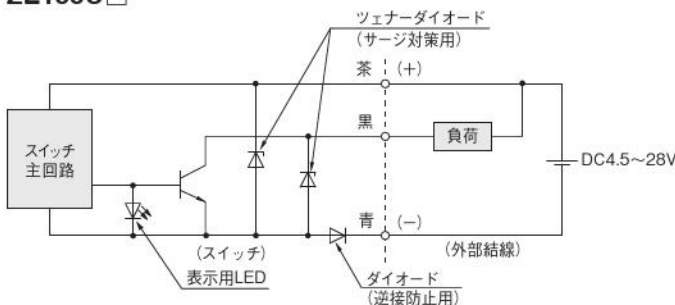 ツェナーダイオード
(サージ対策用)
茶 (+)
黒
スイッチ
主回路
負荷
DC4.5〜28V
青 (−)
(スイッチ)
(外部結線)
表示用LED
ダイオード
(逆接防止用)